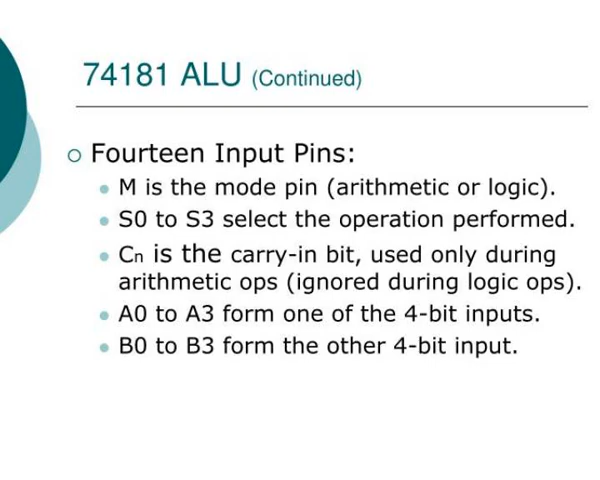 74181 ALU (Continued)
Fourteen Input Pins:
M is the mode pin (arithmetic or logic).
S0 to S3 select the operation performed.
Cn is the carry-in bit, used only during
arithmetic ops (ignored during logic ops).
A0 to A3 form one of the 4-bit inputs.
B0 to B3 form the other 4-bit input.